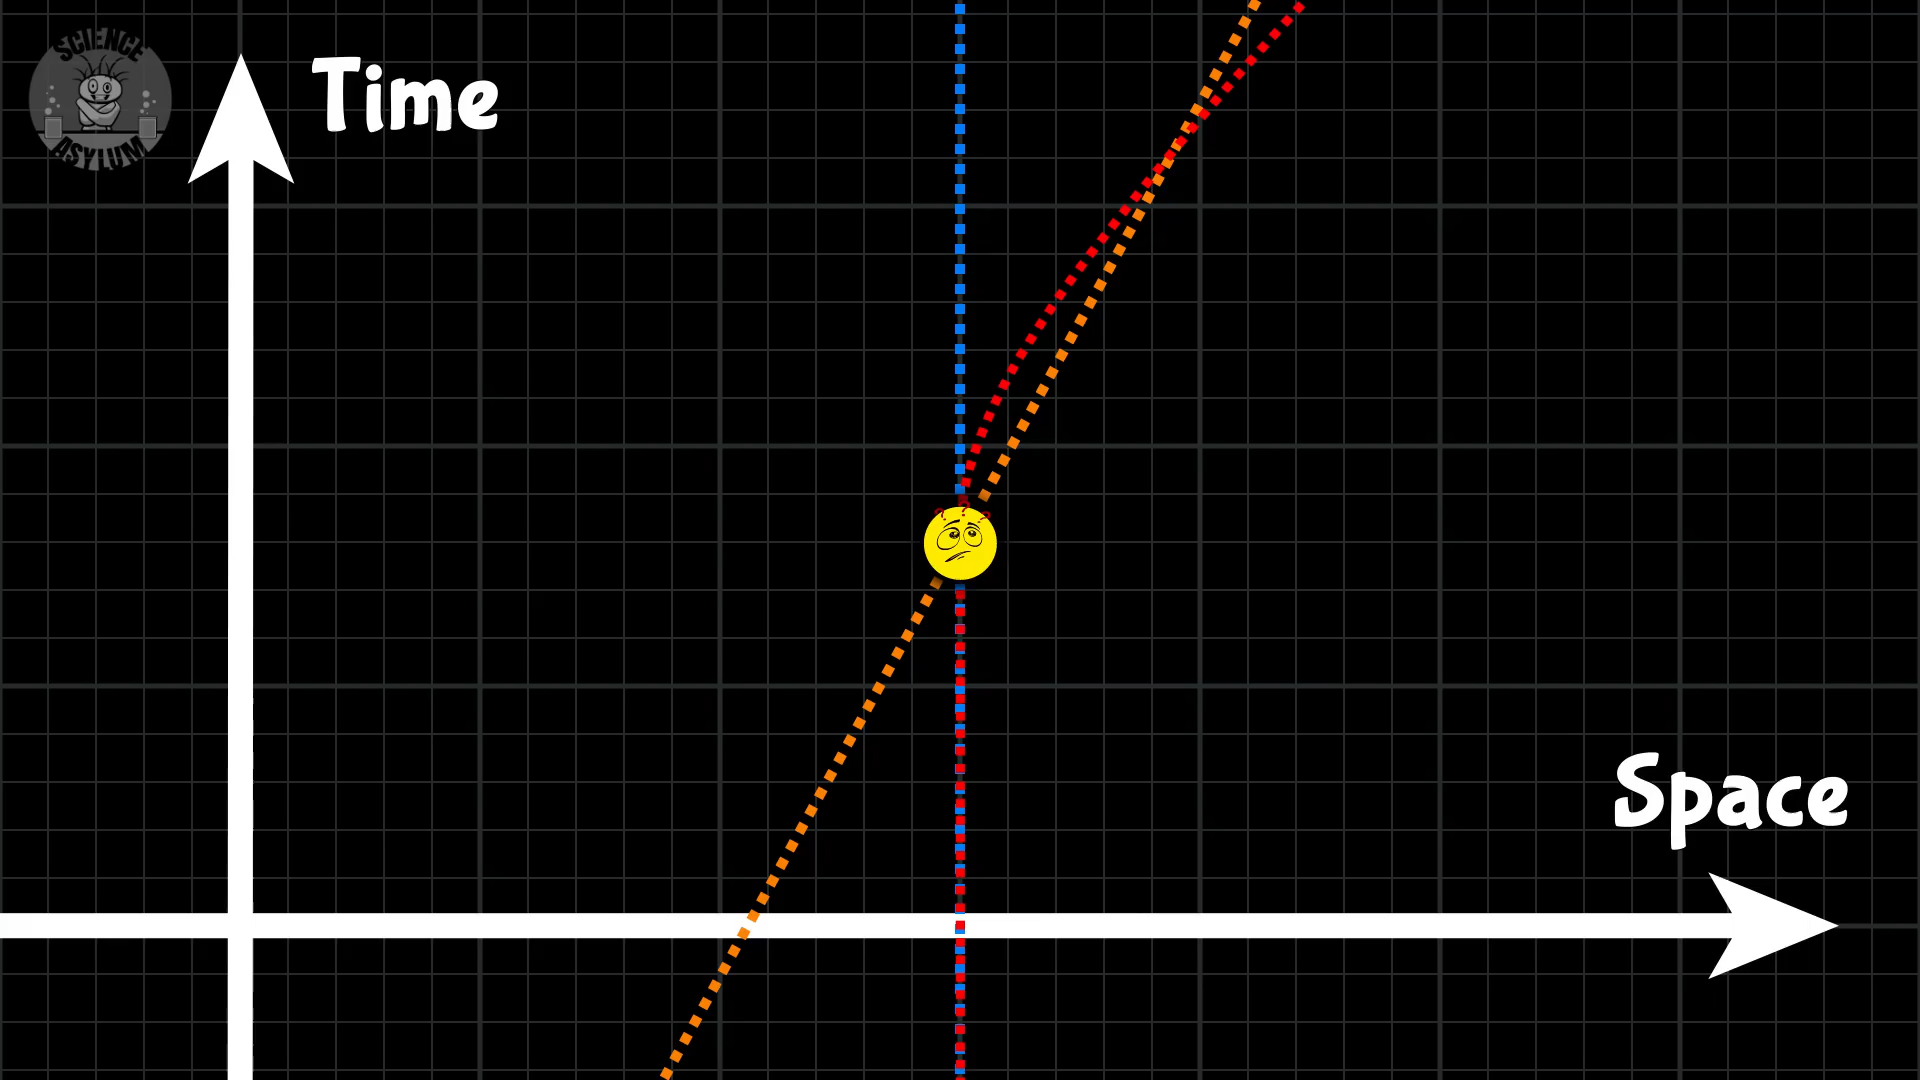 SCIENCE
ASYLUM
Time
? ? ?
Space